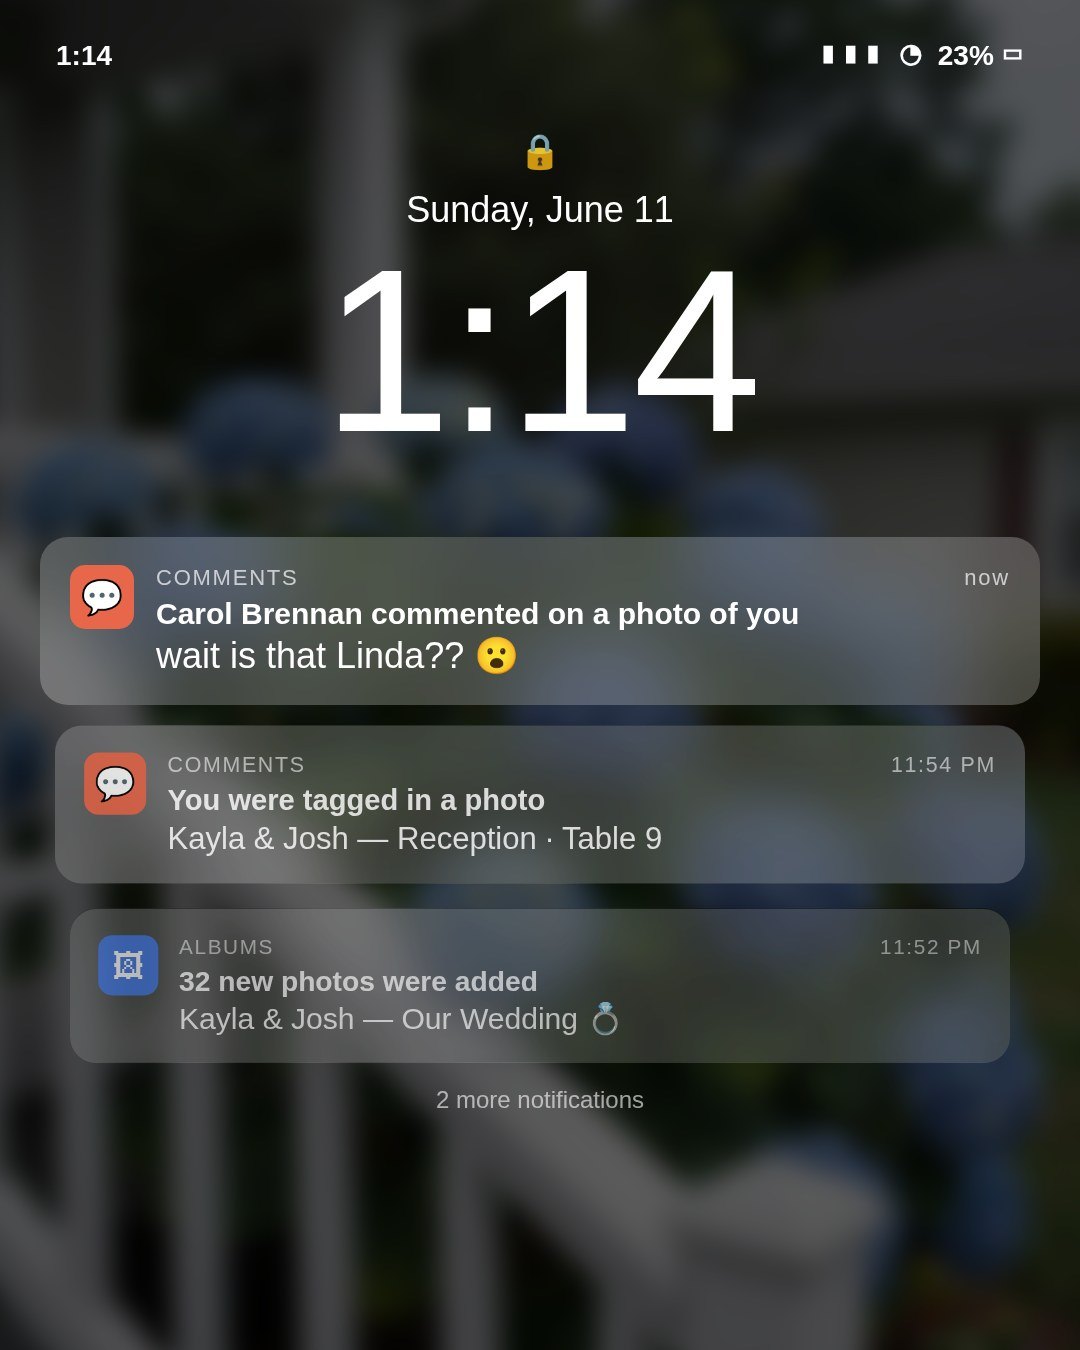 1:14
23%
🔒
Sunday, June 11
1:14
COMMENTS
now
Carol Brennan commented on a photo of you
wait is that Linda?? 😮
COMMENTS
11:54 PM
You were tagged in a photo
Kayla & Josh — Reception · Table 9
ALBUMS
11:52 PM
32 new photos were added
Kayla & Josh — Our Wedding 💍
2 more notifications